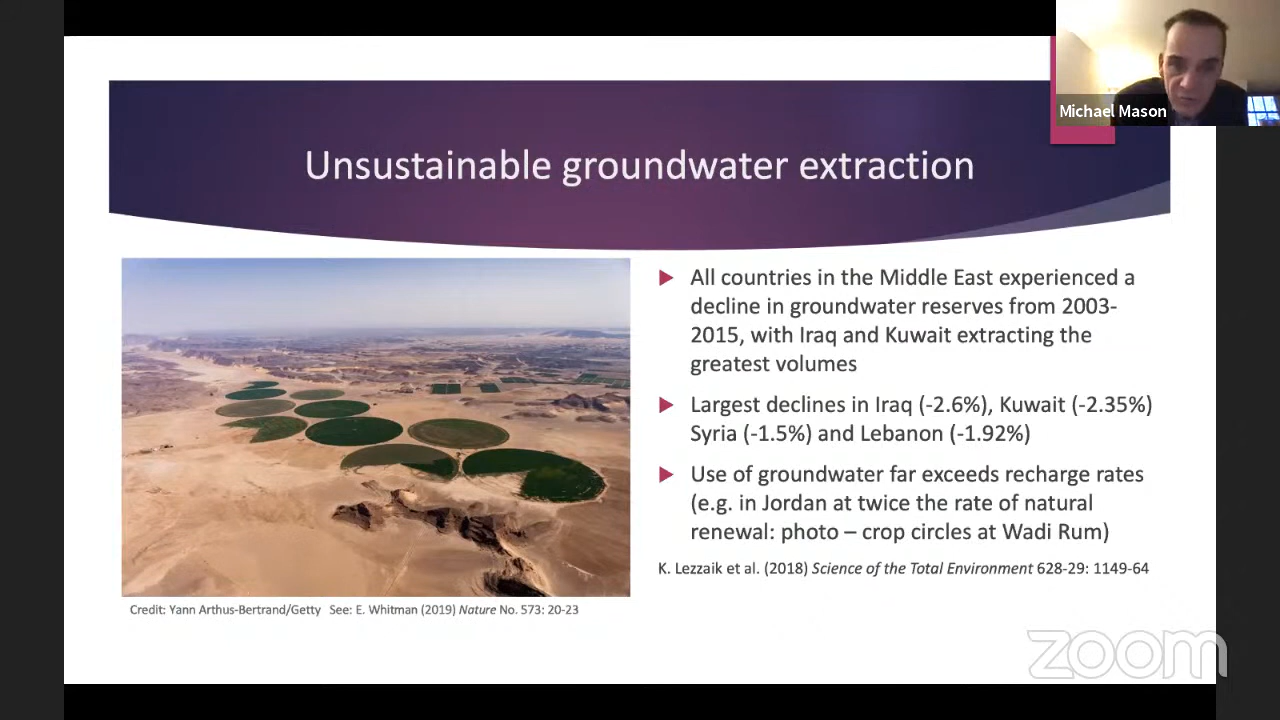 Michael Mason
Unsustainable groundwater extraction
All countries in the Middle East experienced a
decline in groundwater reserves from 2003-
2015, with Iraq and Kuwait extracting the
greatest volumes
Largest declines in Iraq (-2.6%), Kuwait (-2.35%)
Syria (-1.5%) and Lebanon (-1.92%)
Use of groundwater far exceeds recharge rates
(e.g. in Jordan at twice the rate of natural
renewal: photo – crop circles at Wadi Rum)
K. Lezzaik et al. (2018) Science of the Total Environment 628-29: 1149-64
Credit: Yann Arthus-Bertrand/Getty See: E. Whitman (2019) Nature No. 573: 20-23
zoom